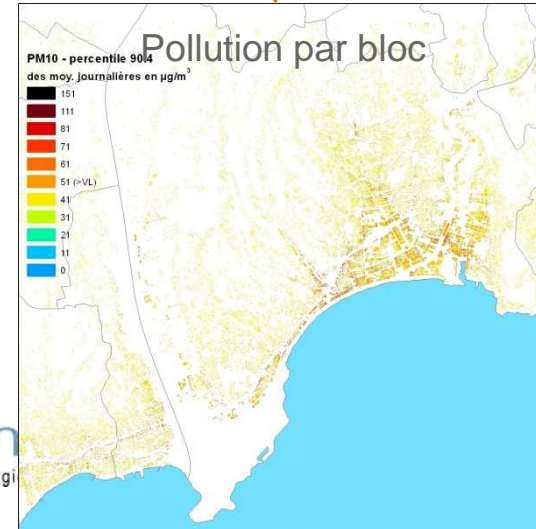 Pollution par bloc
PM10 - percentile 90.4
des moy. journalières en µg/m³
151
111
81
71
61
51 (>VL)
41
31
21
11
0